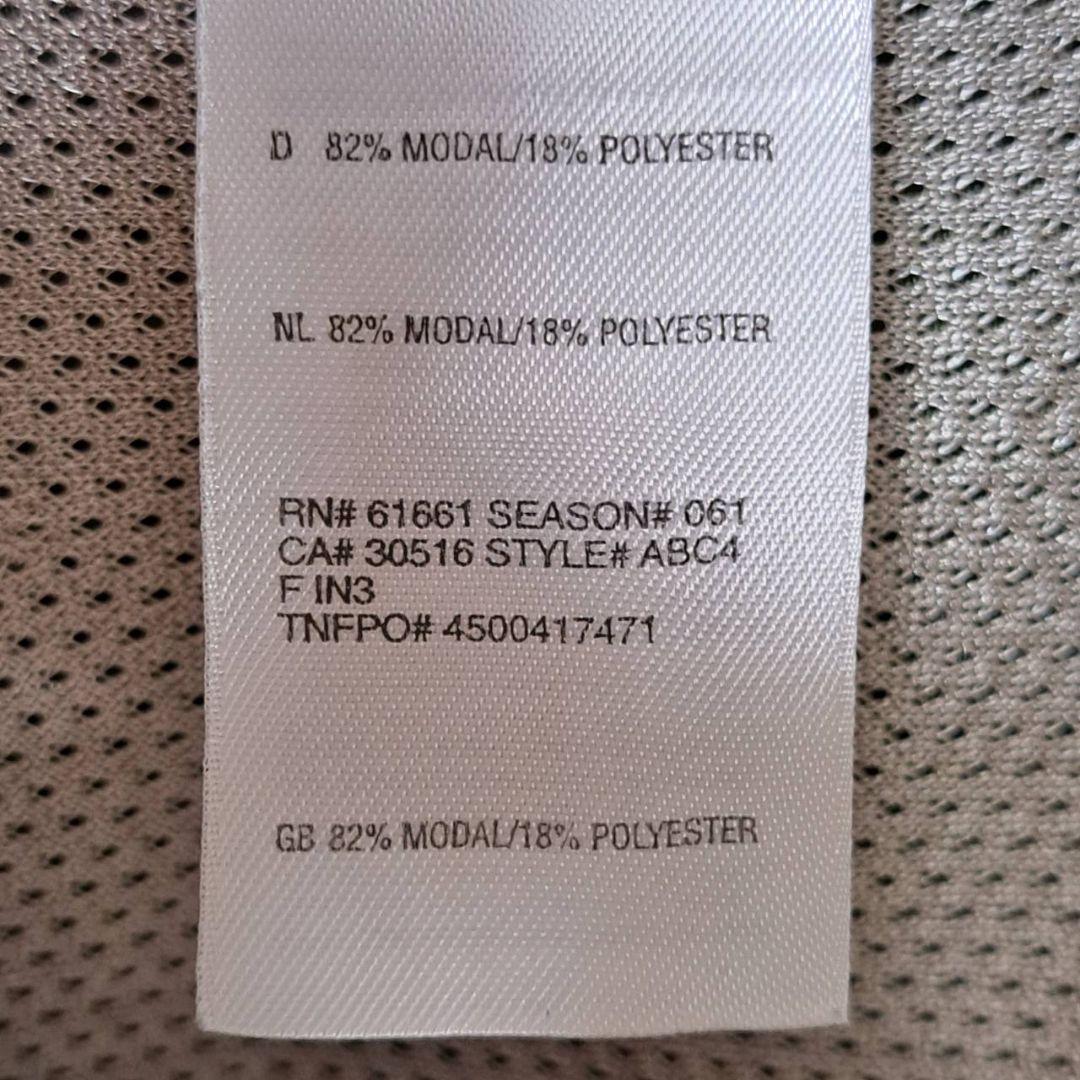 D 82% MODAL/18% POLYESTER
NL 82% MODAL/18% POLYESTER
RN# 61661 SEASON# 061
CA# 30516 STYLE# ABC4
F IN3
TNFPO# 4500417471
GB 82% MODAL/18% POLYESTER